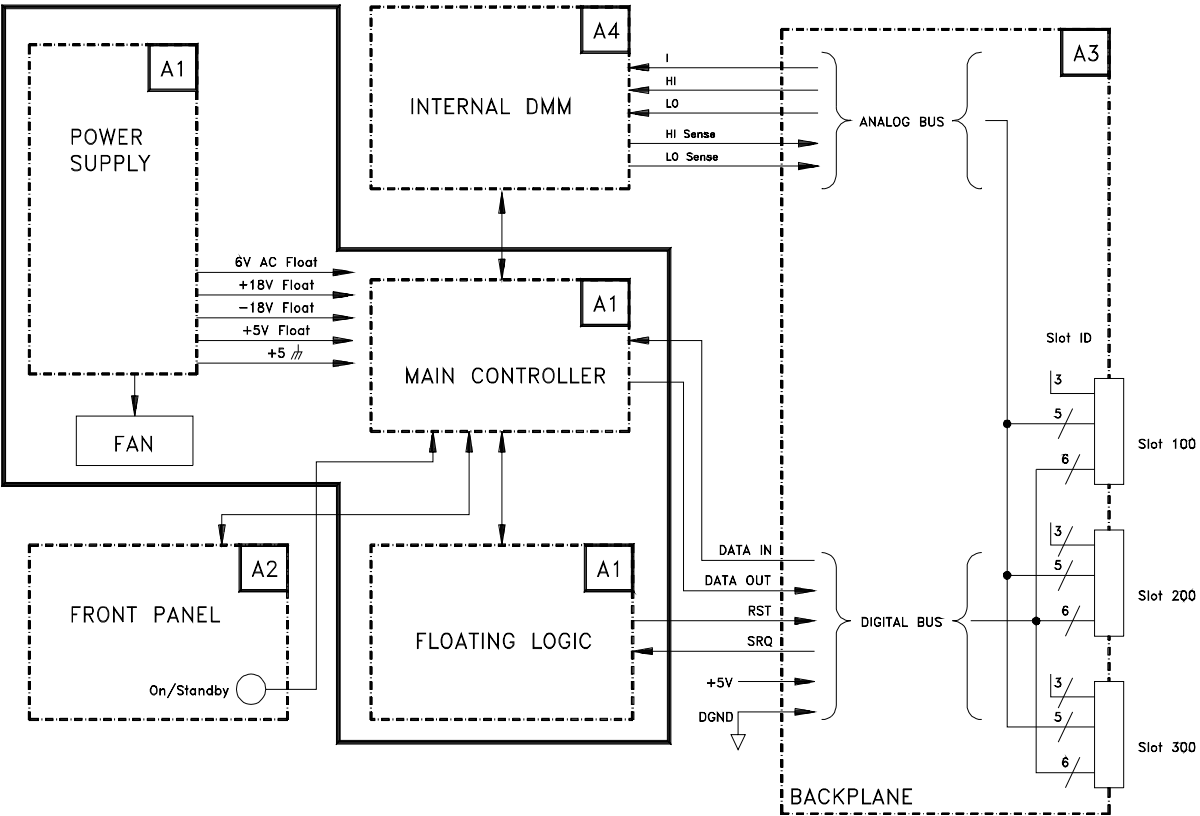 A1
POWER
SUPPLY
6V AC Float
+18V Float
-18V Float
+5V Float
+5
FAN
A4
INTERNAL DMM
I
HI
LO
HI Sense
LO Sense
A1
MAIN CONTROLLER
A2
FRONT PANEL
On/Standby
A1
FLOATING LOGIC
DATA IN
DATA OUT
RST
SRQ
+5V
DGND
A3
ANALOG BUS
DIGITAL BUS
Slot ID
3
5
6
Slot 100
3
5
6
Slot 200
3
5
6
Slot 300
BACKPLANE